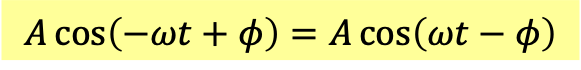 A cos(−ωt + ϕ) = A cos(ωt − ϕ)